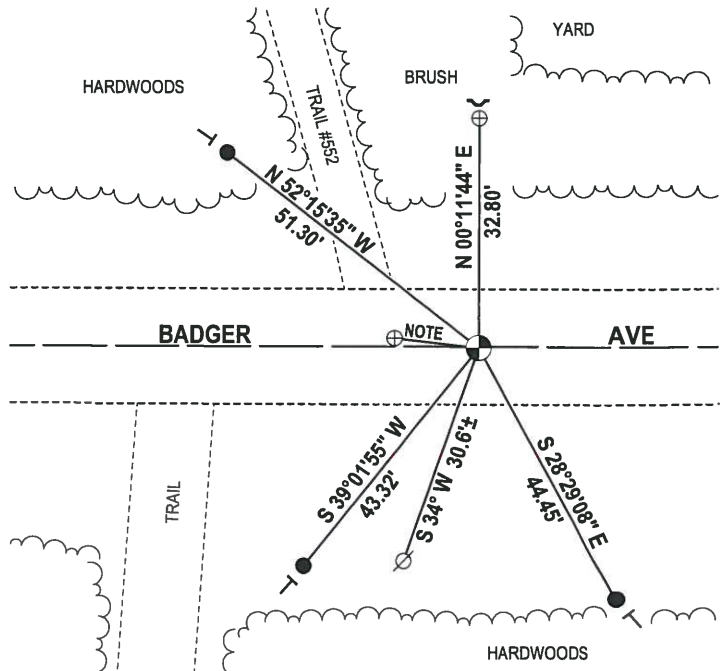 YARD
HARDWOODS
BRUSH
TRAIL #552
N 52°15'35" W
51.30'
N 00°11'44" E
32.80'
BADGER
NOTE
AVE
S 39°01'55" W
43.32'
S 34° W 30.6'±
S 28°29'08" E
44.45'
TRAIL
HARDWOODS